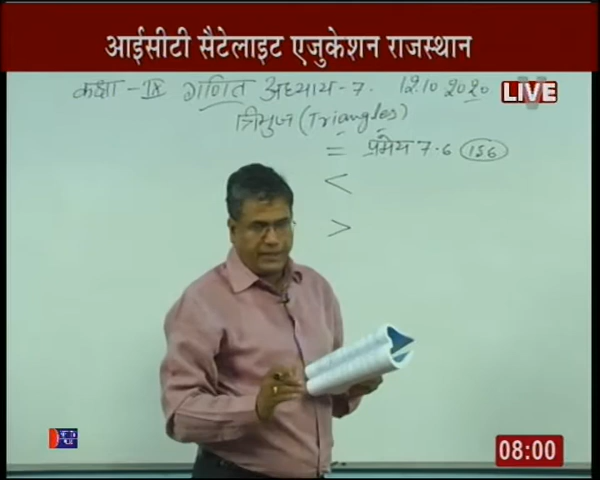 आईसीटी सैटेलाइट एजुकेशन राजस्थान
कक्षा - IX गणित अध्याय - 7. 12.10.2020
LIVE
त्रिभुज (Triangles)
= प्रमेय 7.6 156
<
>
08:00